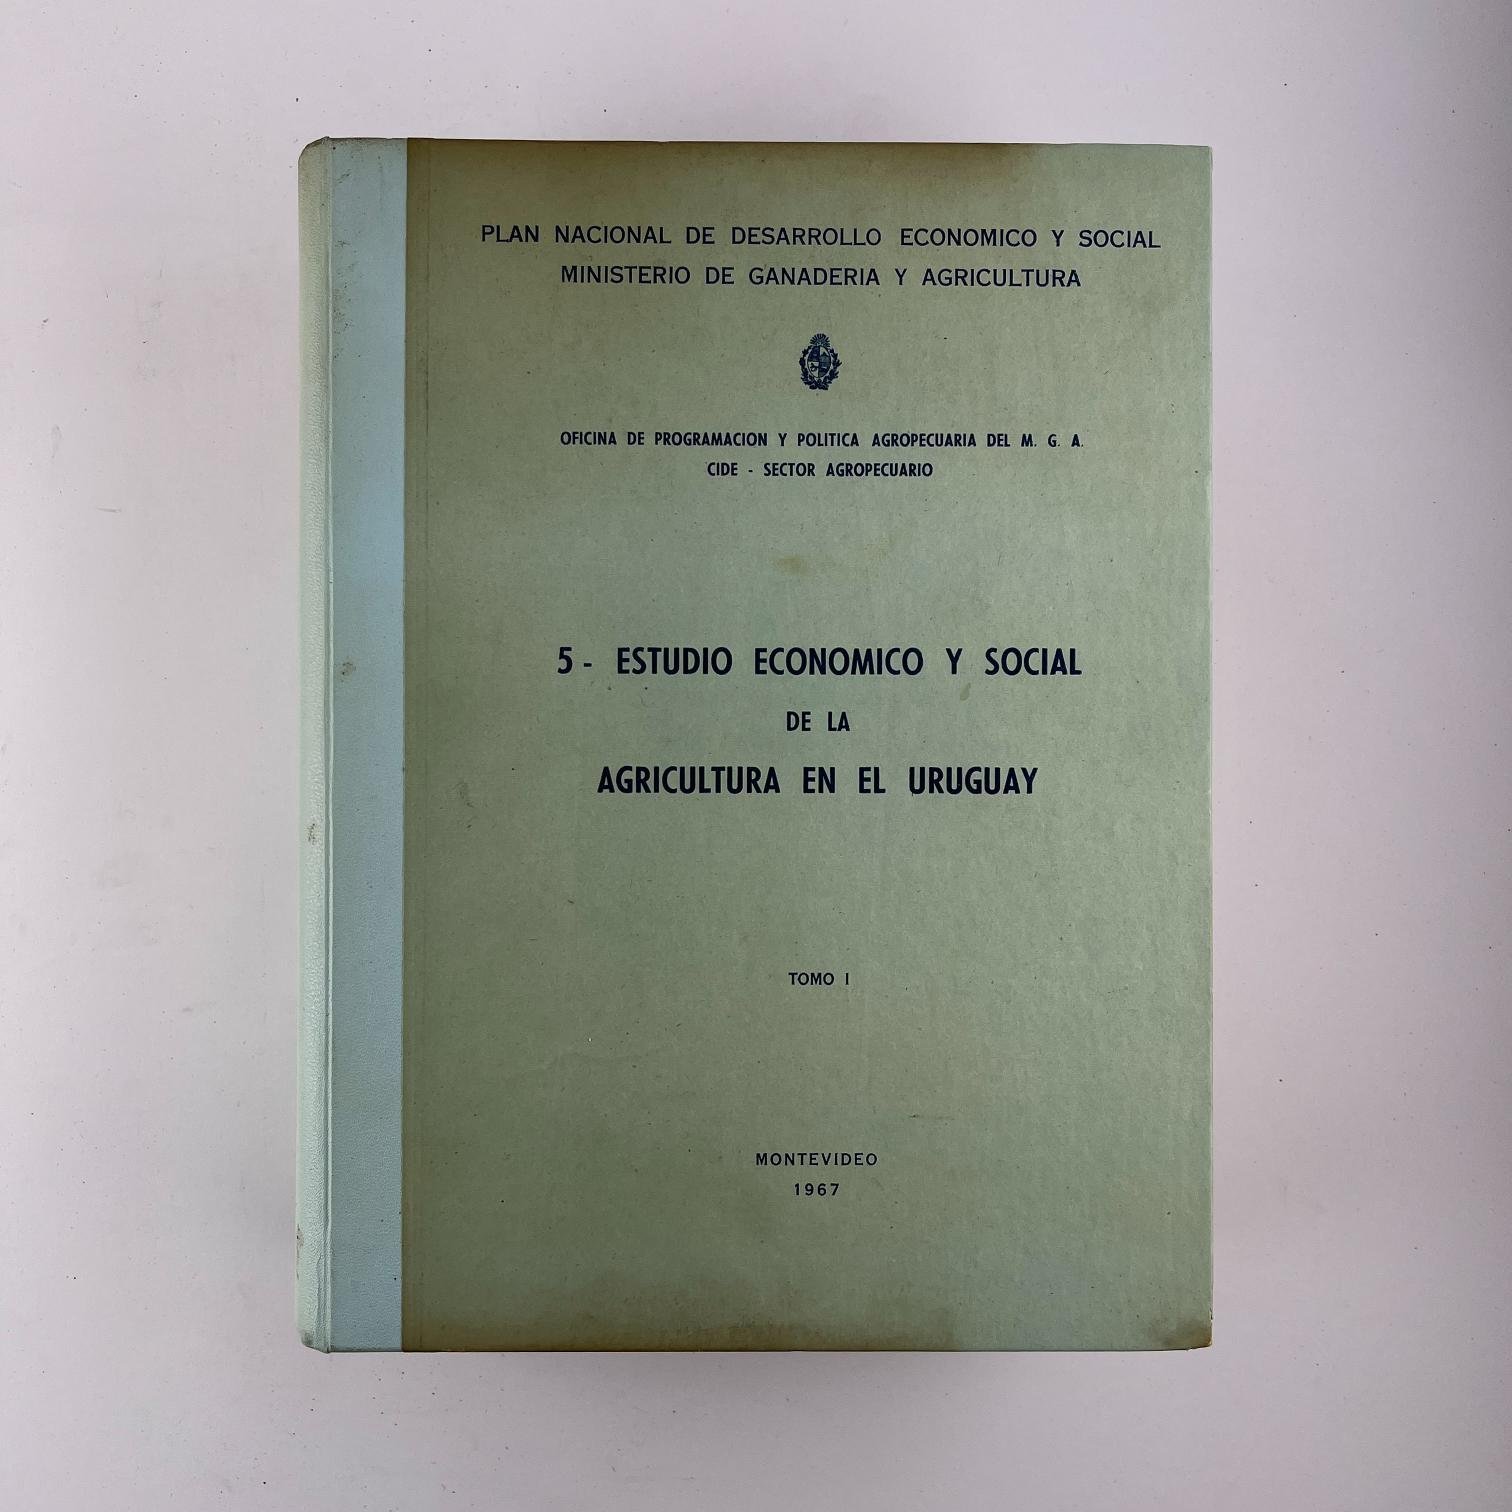 PLAN NACIONAL DE DESARROLLO ECONOMICO Y SOCIAL
MINISTERIO DE GANADERIA Y AGRICULTURA
OFICINA DE PROGRAMACION Y POLITICA AGROPECUARIA DEL M. G. A.
CIDE - SECTOR AGROPECUARIO
5 - ESTUDIO ECONOMICO Y SOCIAL
DE LA
AGRICULTURA EN EL URUGUAY
TOMO I
MONTEVIDEO
1967